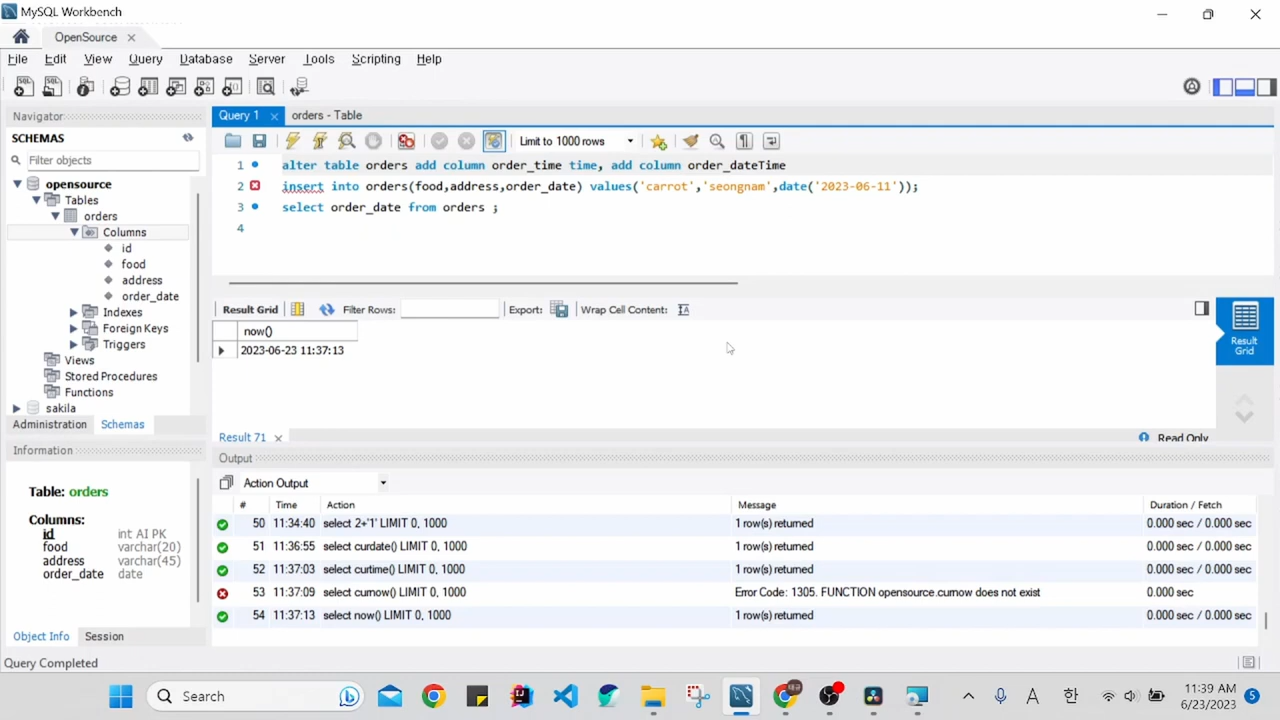 MySQL Workbench
OpenSource
File Edit View Query Database Server Tools Scripting Help
Navigator
SCHEMAS
Filter objects
opensource
Tables
orders
Columns
id
food
address
order_date
Indexes
Foreign Keys
Triggers
Views
Stored Procedures
Functions
sakila
Administration Schemas
Information
Table: orders
Columns:
id int AI PK
food varchar(20)
address varchar(45)
order_date date
Object Info Session
Query 1 orders - Table
Limit to 1000 rows
1 alter table orders add column order_time time, add column order_dateTime
2 insert into orders(food,address,order_date) values('carrot','seongnam',date('2023-06-11'));
3 select order_date from orders ;
4
Result Grid Filter Rows: Export: Wrap Cell Content:
now()
2023-06-23 11:37:13
Result Grid
Result 71 Read Only
Output
Action Output
# Time Action Message Duration / Fetch
50 11:34:40 select 2+'1' LIMIT 0, 1000 1 row(s) returned 0.000 sec / 0.000 sec
51 11:36:55 select curdate() LIMIT 0, 1000 1 row(s) returned 0.000 sec / 0.000 sec
52 11:37:03 select curtime() LIMIT 0, 1000 1 row(s) returned 0.000 sec / 0.000 sec
53 11:37:09 select curnow() LIMIT 0, 1000 Error Code: 1305. FUNCTION opensource.curnow does not exist 0.000 sec
54 11:37:13 select now() LIMIT 0, 1000 1 row(s) returned 0.000 sec / 0.000 sec
Query Completed
Search
A 한 11:39 AM
6/23/2023 5